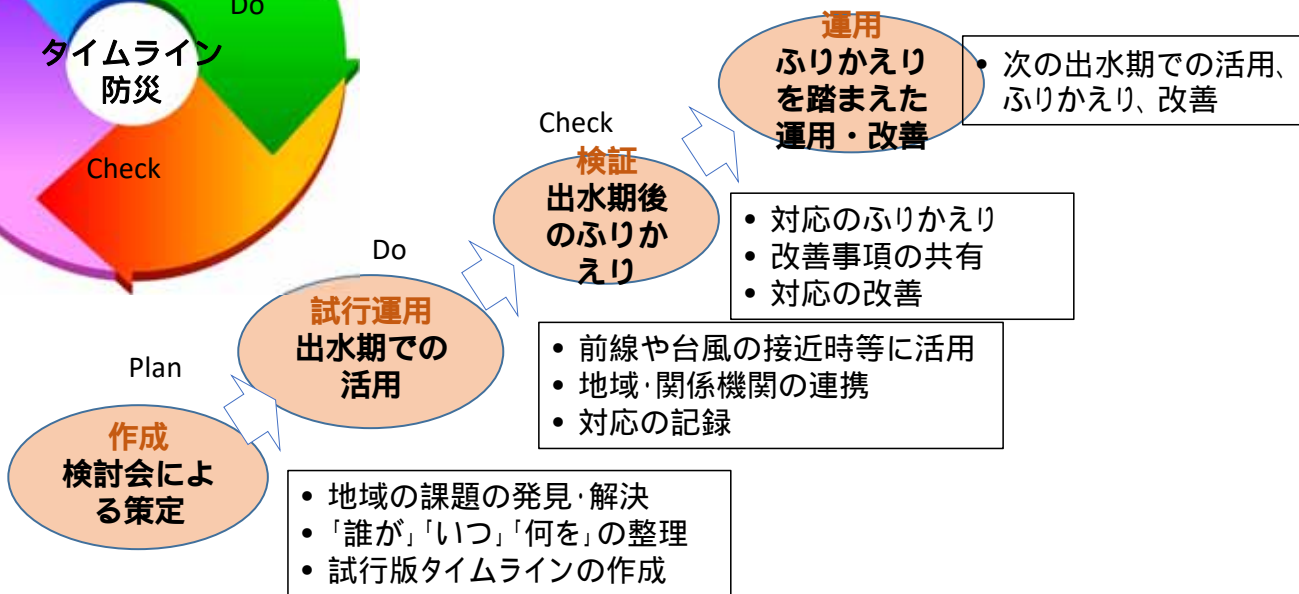 Do
タイムライン
防災
Check
運用
ふりかえり
を踏まえた
運用・改善
• 次の出水期での活用、
ふりかえり、改善
Check
検証
出水期後
のふりか
えり
• 対応のふりかえり
• 改善事項の共有
• 対応の改善
Do
試行運用
出水期での
活用
• 前線や台風の接近時等に活用
• 地域・関係機関の連携
• 対応の記録
Plan
作成
検討会によ
る策定
• 地域の課題の発見・解決
• 「誰が」「いつ」「何を」の整理
• 試行版タイムラインの作成